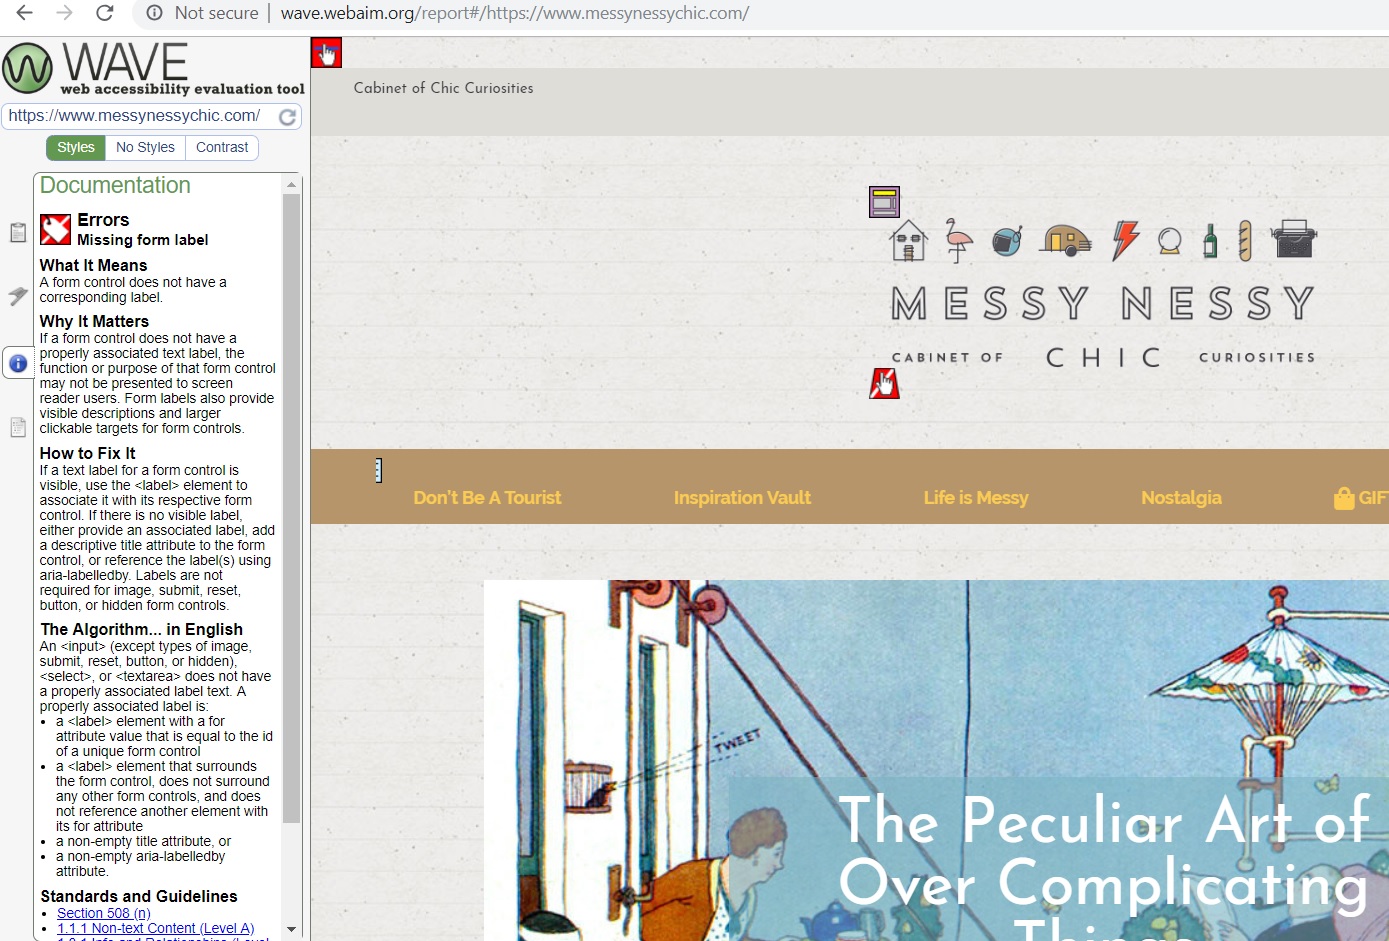 Not secure | wave.webaim.org/report#/https://www.messynessychic.com/
WAVE
web accessibility evaluation tool
https://www.messynessychic.com/
Styles No Styles Contrast
Documentation
Errors
Missing form label
What It Means
A form control does not have a
corresponding label.
Why It Matters
If a form control does not have a
properly associated text label, the
function or purpose of that form control
may not be presented to screen
reader users. Form labels also provide
visible descriptions and larger
clickable targets for form controls.
How to Fix It
If a text label for a form control is
visible, use the <label> element to
associate it with its respective form
control. If there is no visible label,
either provide an associated label, add
a descriptive title attribute to the form
control, or reference the label(s) using
aria-labelledby. Labels are not
required for image, submit, reset,
button, or hidden form controls.
The Algorithm... in English
An <input> (except types of image,
submit, reset, button, or hidden),
<select>, or <textarea> does not have
a properly associated label text. A
properly associated label is:
• a <label> element with a for
attribute value that is equal to the id
of a unique form control
• a <label> element that surrounds
the form control, does not surround
any other form controls, and does
not reference another element with
its for attribute
• a non-empty title attribute, or
• a non-empty aria-labelledby
attribute.
Standards and Guidelines
• Section 508 (n)
• 1.1.1 Non-text Content (Level A)
Cabinet of Chic Curiosities
MESSY NESSY
CABINET OF CHIC CURIOSITIES
Don't Be A Tourist Inspiration Vault Life is Messy Nostalgia GIF
TWEET
The Peculiar Art of
Over Complicating
Things